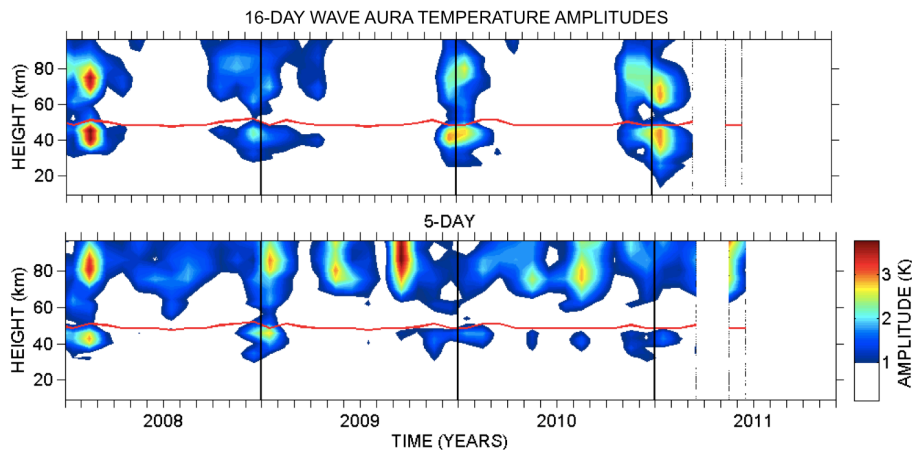 16-DAY WAVE AURA TEMPERATURE AMPLITUDES
HEIGHT (km)
80
60
40
20
5-DAY
HEIGHT (km)
80
60
40
20
2008 2009 2010 2011
TIME (YEARS)
3
2
1
AMPLITUDE (K)